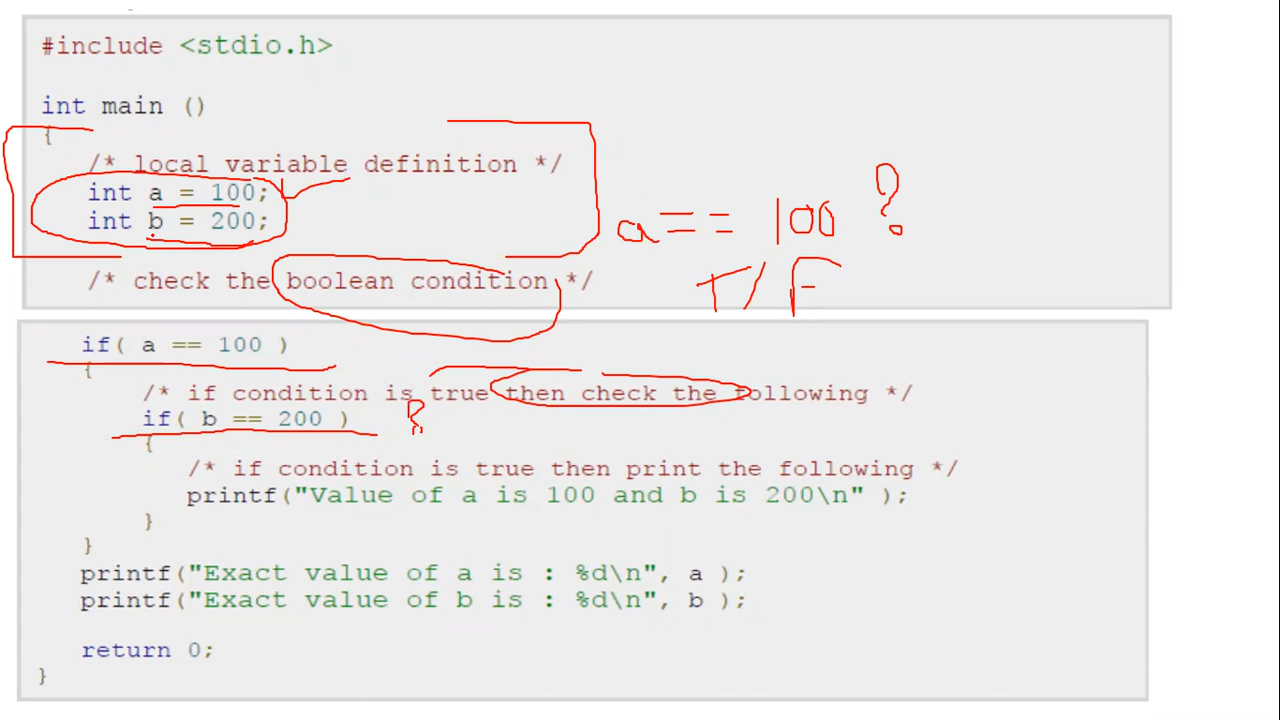 #include <stdio.h>
int main ()
{
/* local variable definition */
int a = 100;
int b = 200;
a == 100 ?
/* check the boolean condition */
T/F
if( a == 100 )
{
/* if condition is true then check the following */
if( b == 200 ) ?
{
/* if condition is true then print the following */
printf("Value of a is 100 and b is 200\n" );
}
}
printf("Exact value of a is : %d\n", a );
printf("Exact value of b is : %d\n", b );
return 0;
}